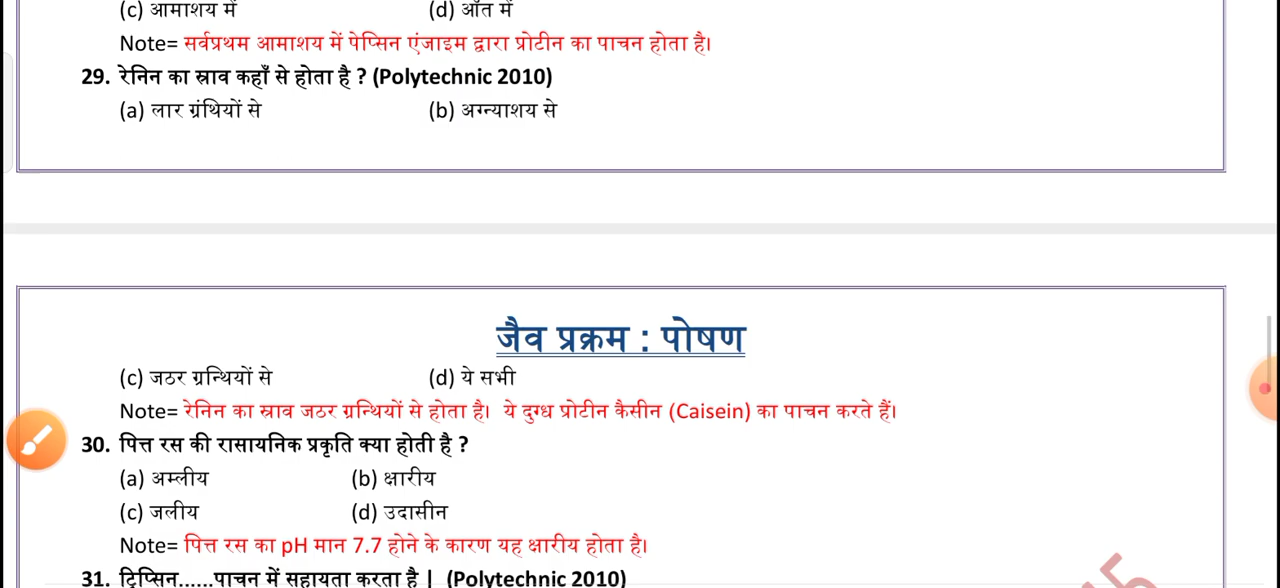 (c) आमाशय में (d) आँत में
Note= सर्वप्रथम आमाशय में पेप्सिन एंजाइम द्वारा प्रोटीन का पाचन होता है।
29. रेनिन का स्राव कहाँ से होता है ? (Polytechnic 2010)
(a) लार ग्रंथियों से (b) अग्न्याशय से
जैव प्रक्रम : पोषण
(c) जठर ग्रन्थियों से (d) ये सभी
Note= रेनिन का स्राव जठर ग्रन्थियों से होता है। ये दुग्ध प्रोटीन कैसीन (Caisein) का पाचन करते हैं।
30. पित्त रस की रासायनिक प्रकृति क्या होती है ?
(a) अम्लीय (b) क्षारीय
(c) जलीय (d) उदासीन
Note= पित्त रस का pH मान 7.7 होने के कारण यह क्षारीय होता है।
31. ट्रिप्सिन......पाचन में सहायता करता है | (Polytechnic 2010)